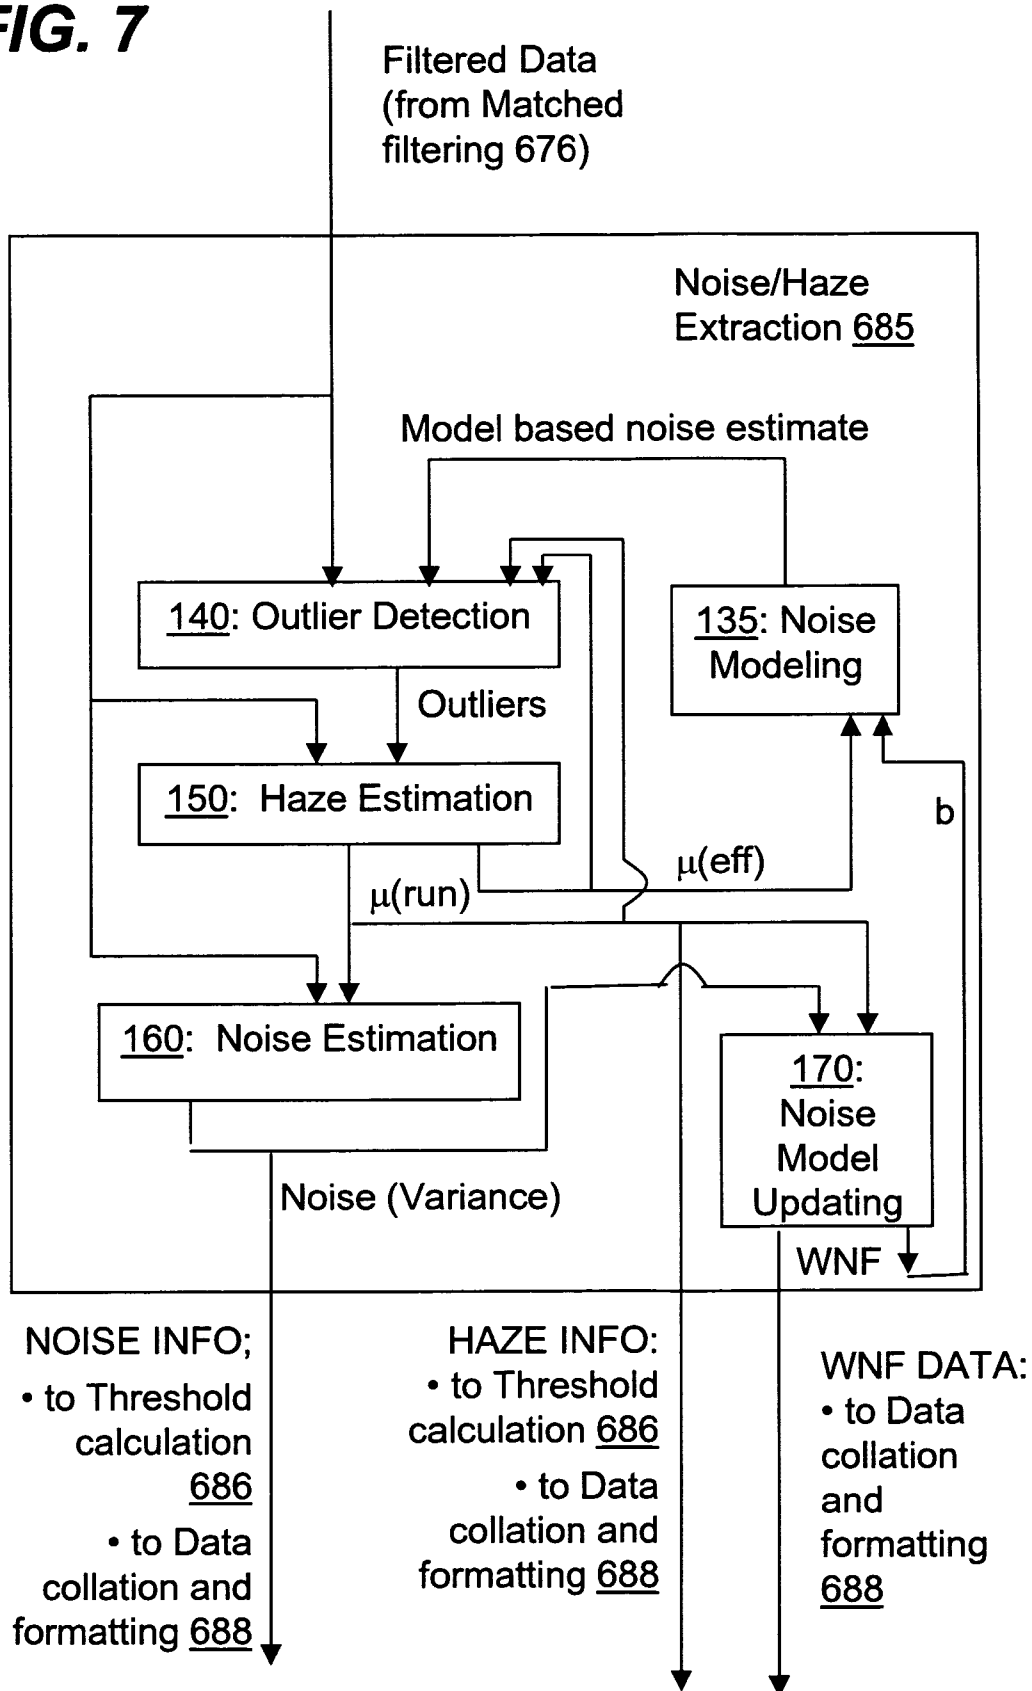 FIG. 7
Filtered Data
(from Matched
filtering 676)
Noise/Haze
Extraction 685
Model based noise estimate
140: Outlier Detection
135: Noise
Modeling
Outliers
150: Haze Estimation
b
μ(eff)
μ(run)
160: Noise Estimation
170:
Noise
Model
Updating
Noise (Variance)
WNF
NOISE INFO;
• to Threshold
calculation
686
• to Data
collation and
formatting 688
HAZE INFO:
• to Threshold
calculation 686
• to Data
collation and
formatting 688
WNF DATA:
• to Data
collation
and
formatting
688